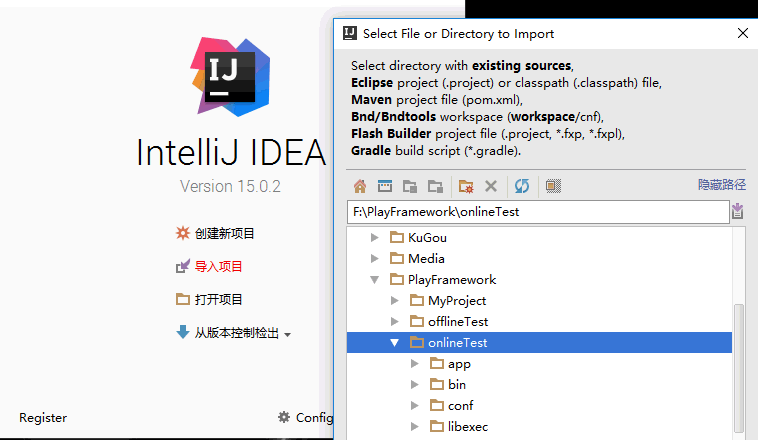 IJ
IntelliJ IDEA
Version 15.0.2
创建新项目
导入项目
打开项目
从版本控制检出
Register
Config
IJ Select File or Directory to Import
Select directory with existing sources,
Eclipse project (.project) or classpath (.classpath) file,
Maven project file (pom.xml),
Bnd/Bndtools workspace (workspace/cnf),
Flash Builder project file (.project, *.fxp, *.fxpl),
Gradle build script (*.gradle).
隐藏路径
F:\PlayFramework\onlineTest
KuGou
Media
PlayFramework
MyProject
offlineTest
onlineTest
app
bin
conf
libexec